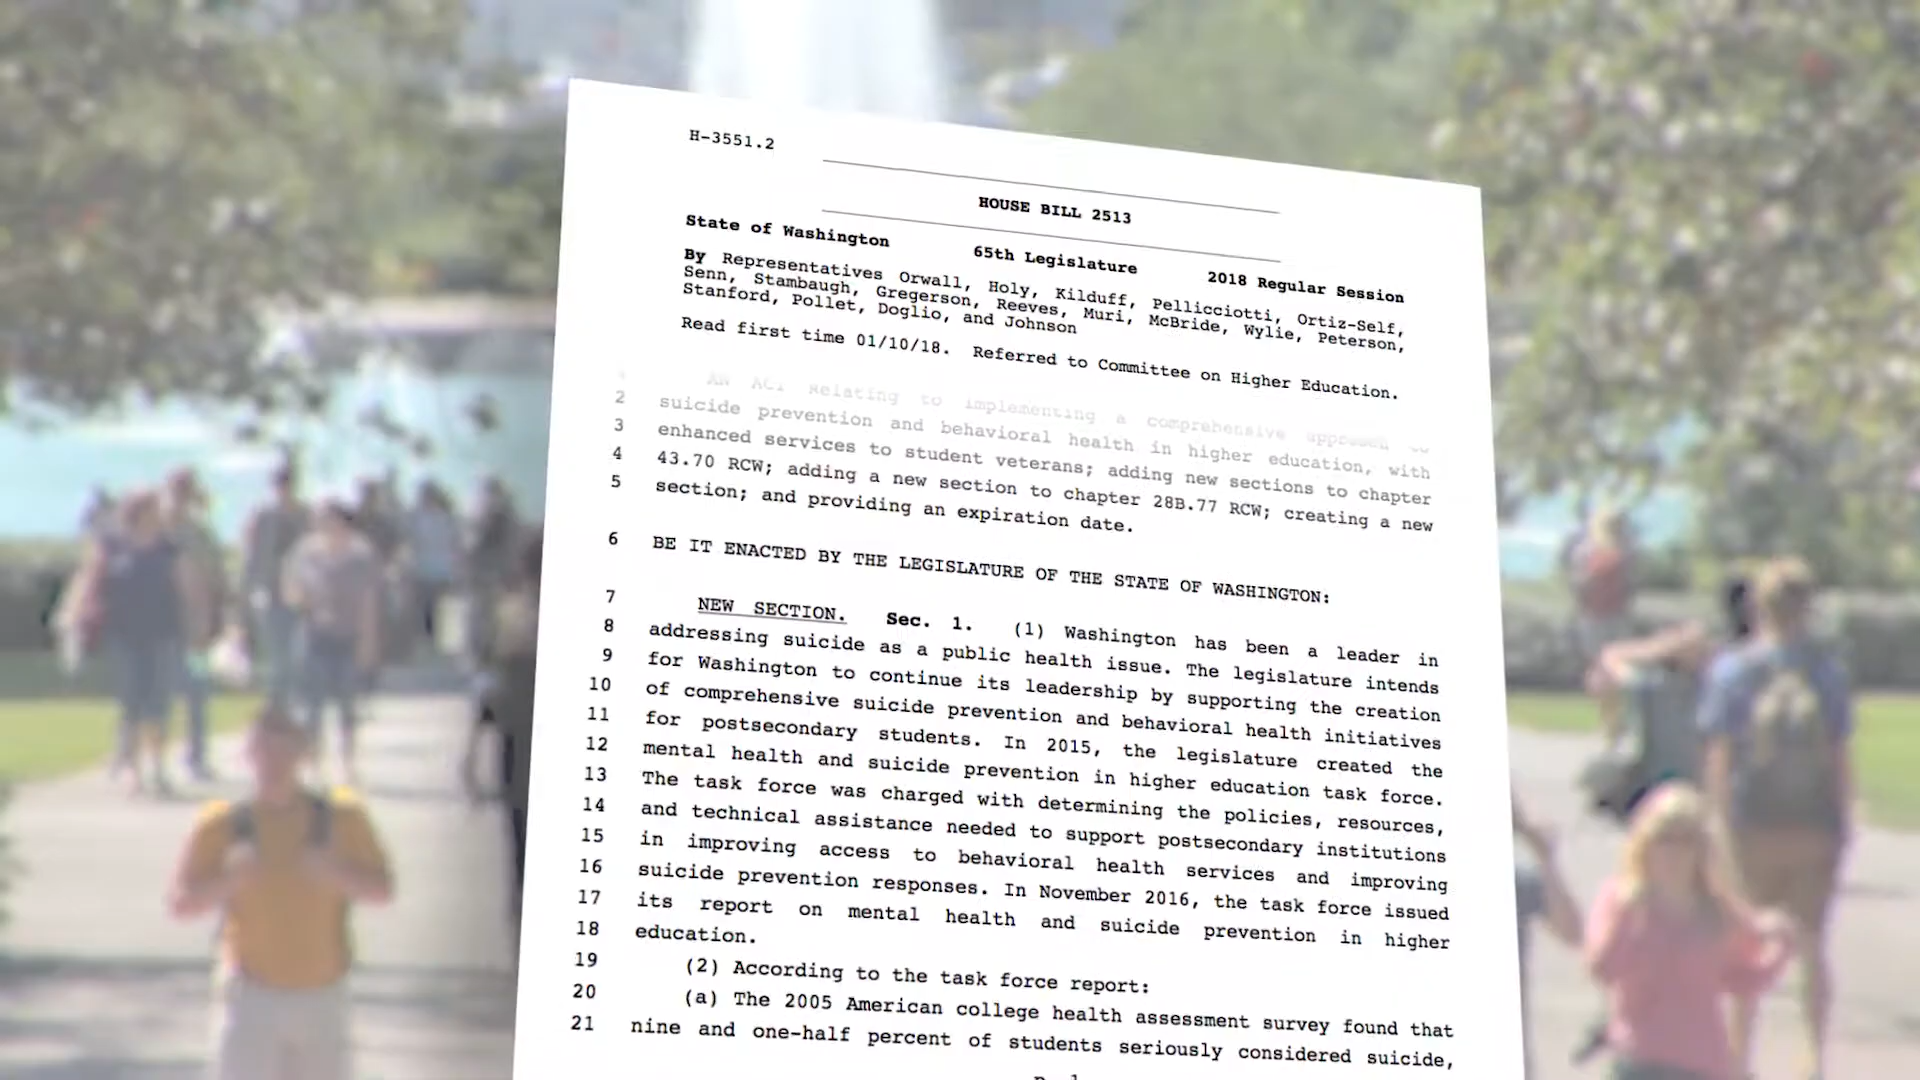 H-3551.2
HOUSE BILL 2513
State of Washington 65th Legislature 2018 Regular Session
By Representatives Orwall, Holy, Kilduff, Pellicciotti, Ortiz-Self,
Senn, Stambaugh, Gregerson, Reeves, Muri, McBride, Wylie, Peterson,
Stanford, Pollet, Doglio, and Johnson
Read first time 01/10/18. Referred to Committee on Higher Education.
AN ACT Relating to implementing a comprehensive approach to
2 suicide prevention and behavioral health in higher education, with
3 enhanced services to student veterans; adding new sections to chapter
4 43.70 RCW; adding a new section to chapter 28B.77 RCW; creating a new
5 section; and providing an expiration date.
6 BE IT ENACTED BY THE LEGISLATURE OF THE STATE OF WASHINGTON:
7 NEW SECTION. Sec. 1. (1) Washington has been a leader in
8 addressing suicide as a public health issue. The legislature intends
9 for Washington to continue its leadership by supporting the creation
10 of comprehensive suicide prevention and behavioral health initiatives
11 for postsecondary students. In 2015, the legislature created the
12 mental health and suicide prevention in higher education task force.
13 The task force was charged with determining the policies, resources,
14 and technical assistance needed to support postsecondary institutions
15 in improving access to behavioral health services and improving
16 suicide prevention responses. In November 2016, the task force issued
17 its report on mental health and suicide prevention in higher
18 education.
19 (2) According to the task force report:
20 (a) The 2005 American college health assessment survey found that
21 nine and one-half percent of students seriously considered suicide,